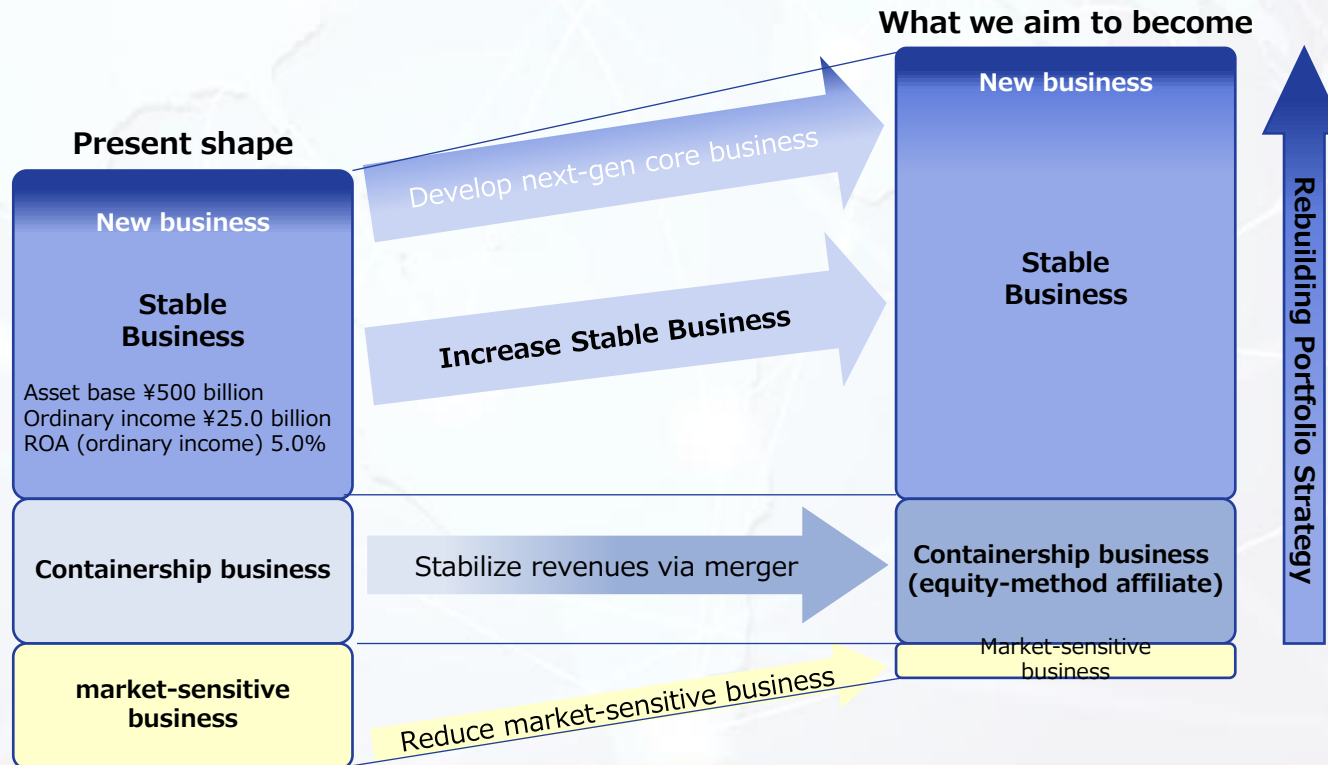 What we aim to become
Present shape
New business
Stable
Business
Asset base ¥500 billion
Ordinary income ¥25.0 billion
ROA (ordinary income) 5.0%
Containership business
market-sensitive
business
Develop next-gen core business
Increase Stable Business
Stabilize revenues via merger
Reduce market-sensitive business
New business
Stable
Business
Containership business
(equity-method affiliate)
Market-sensitive
business
Rebuilding Portfolio Strategy